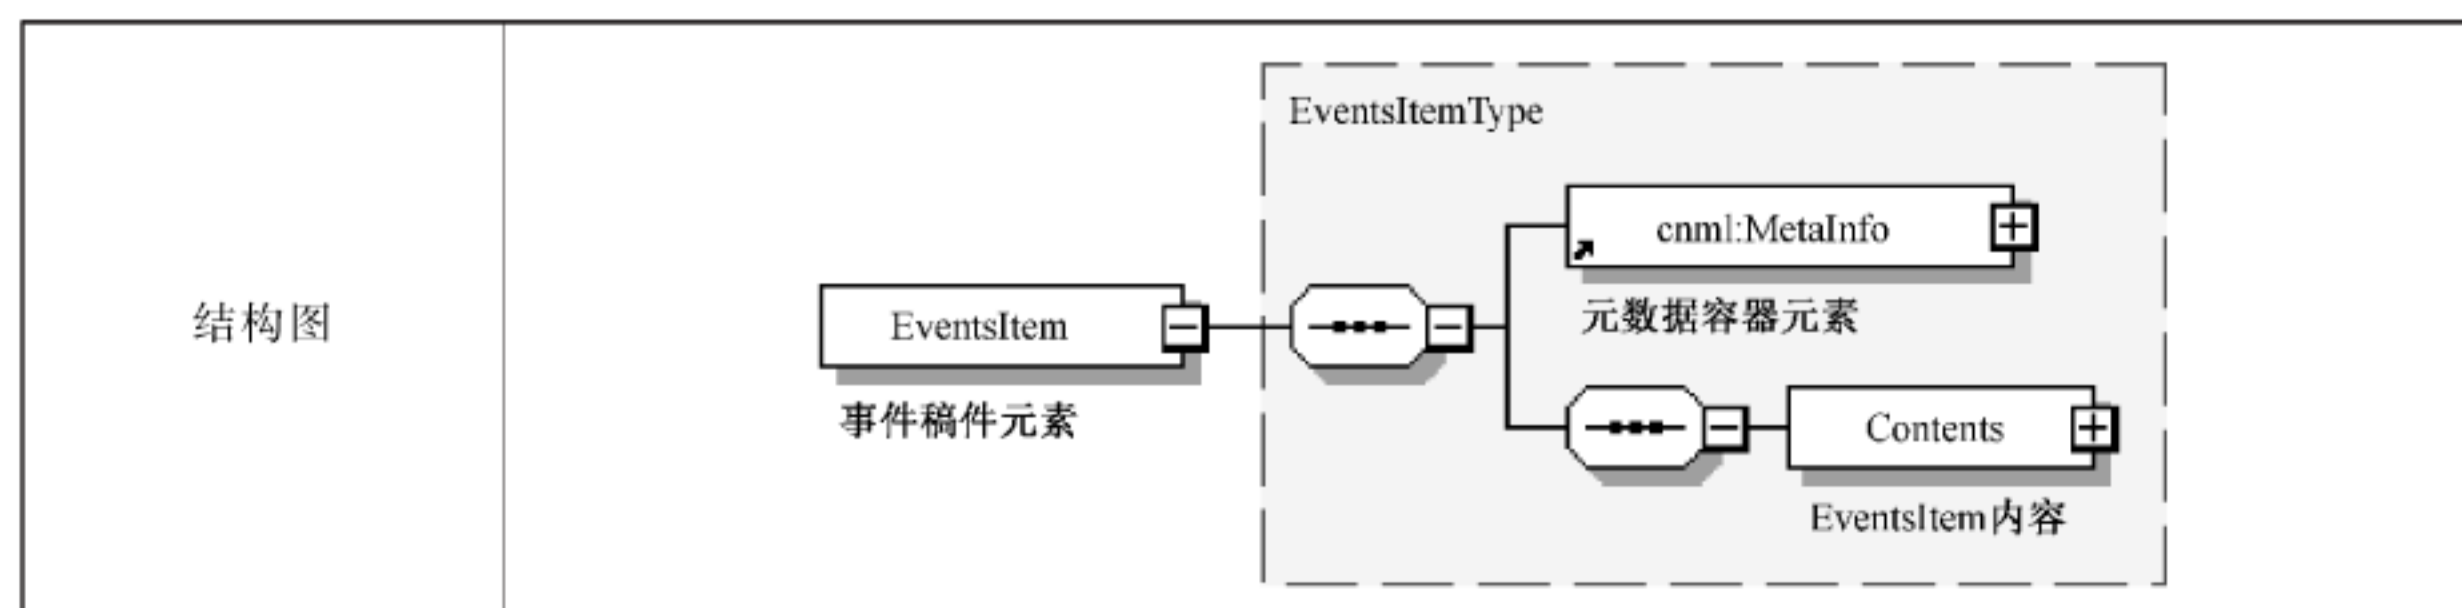 结构图
EventsItemType
cnml:MetaInfo
元数据容器元素
EventsItem
事件稿件元素
Contents
EventsItem内容